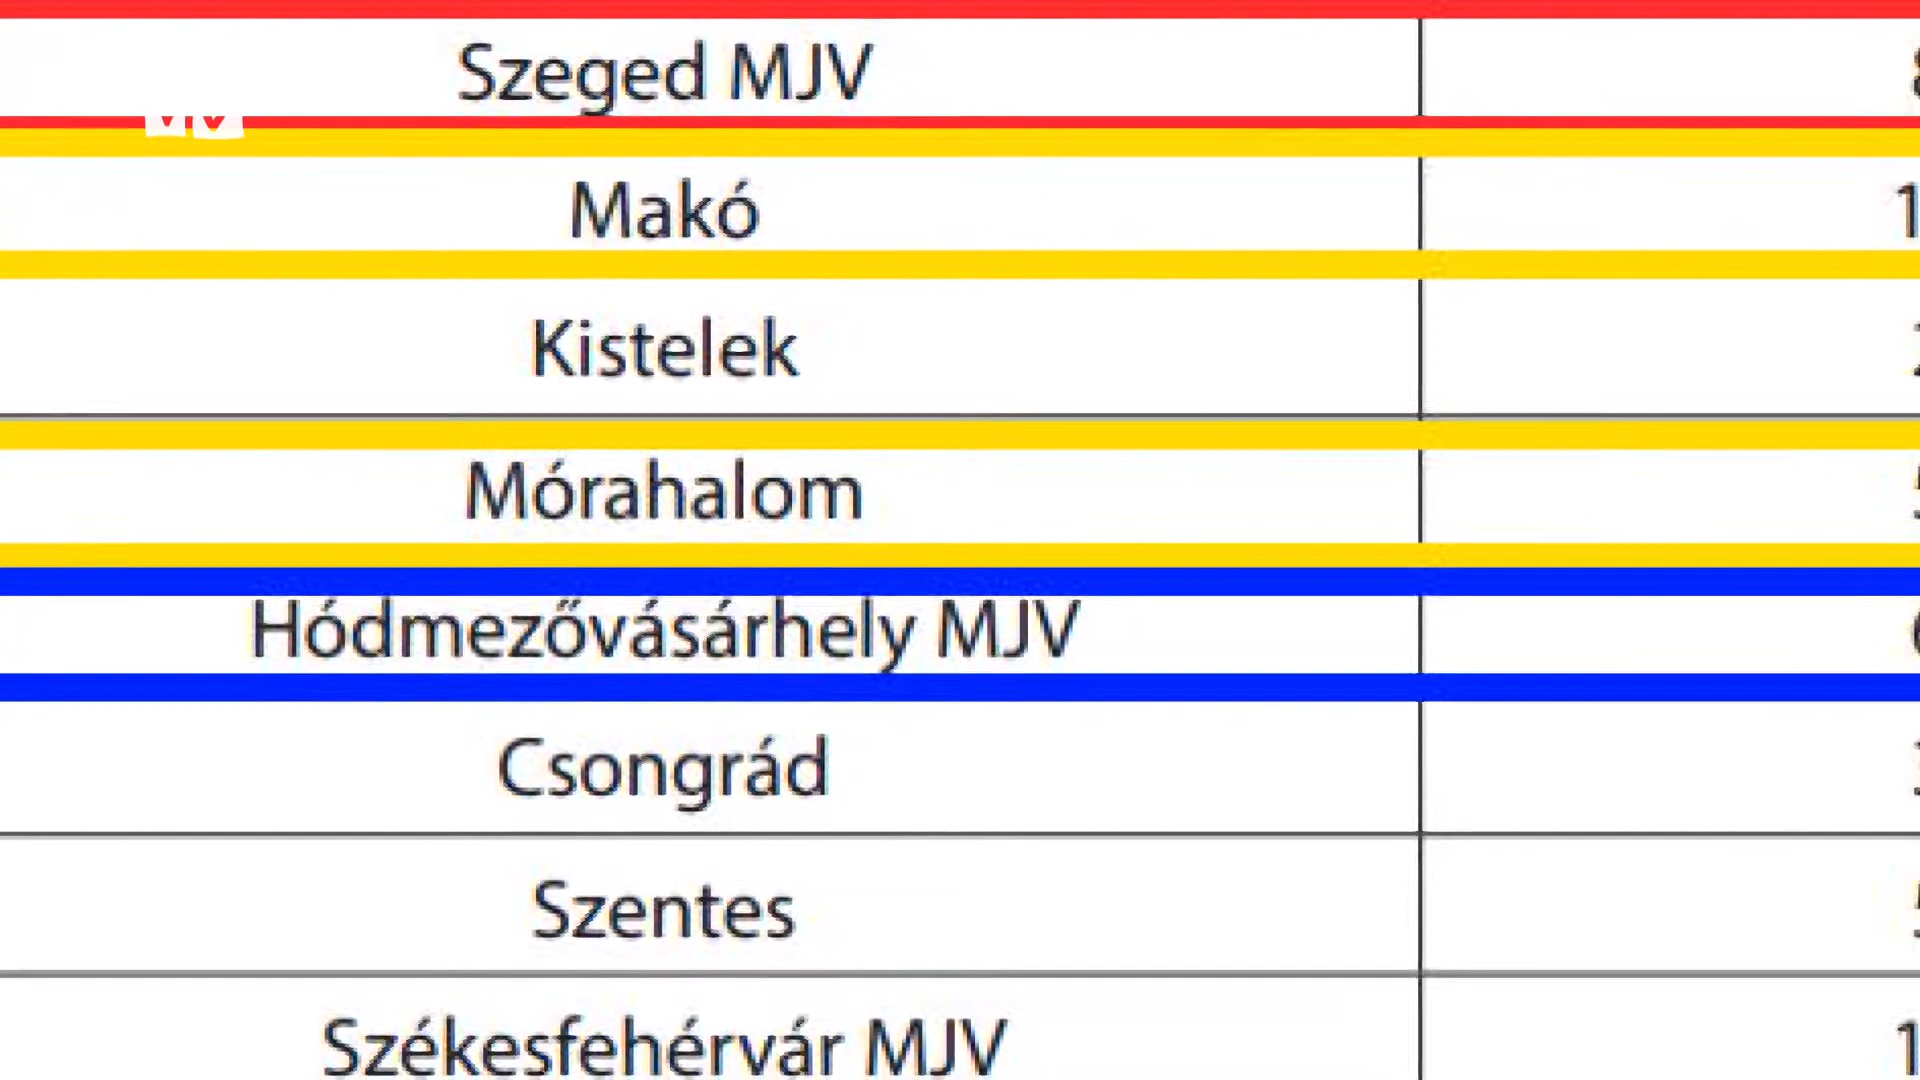 Szeged MJV
Makó
Kistelek
Mórahalom
Hódmezővásárhely MJV
Csongrád
Szentes
Székesfehérvár MJV